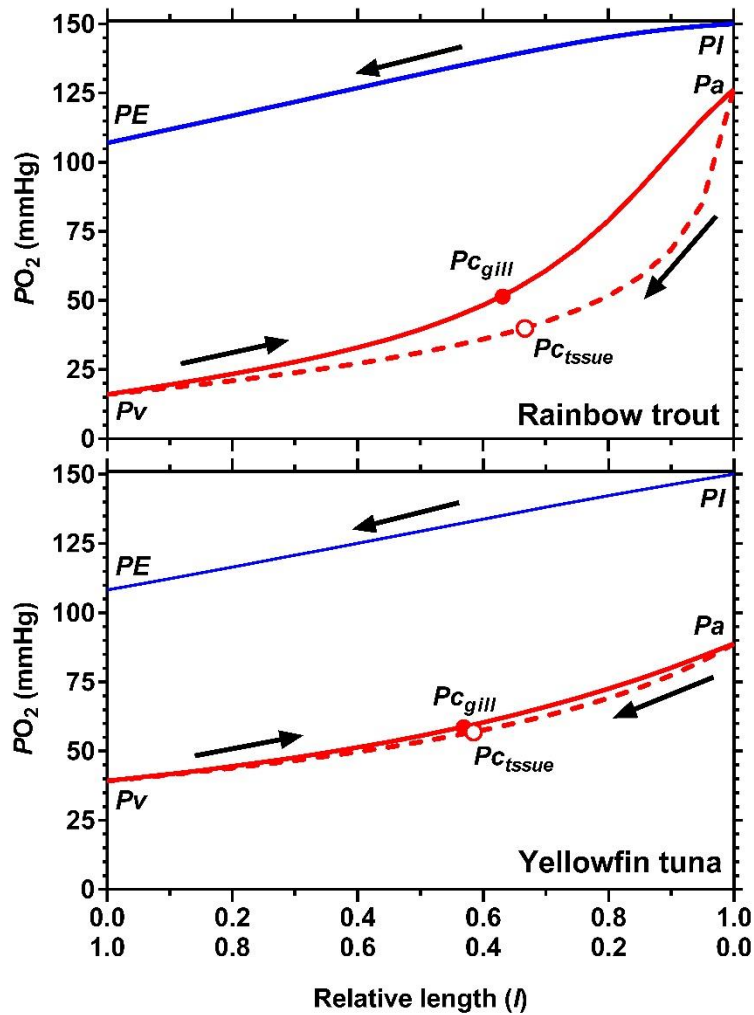 150
PI
125
Pa
PE
100
PO2 (mmHg)
75
Pcgill
50
Pctssue
25
Pv
Rainbow trout
0
150
PI
125
PE
100
Pa
PO2 (mmHg)
75
Pcgill
50
Pctssue
Pv
25
Yellowfin tuna
0
0.0 0.2 0.4 0.6 0.8 1.0
1.0 0.8 0.6 0.4 0.2 0.0
Relative length (l)